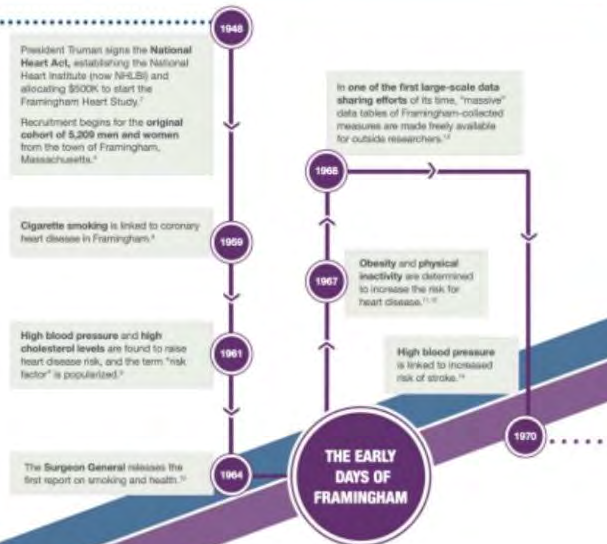 1948
President Truman signs the National
Heart Act, establishing the National
Heart Institute (now NHLBI) and
allocating $500K to start the
Framingham Heart Study.
Recruitment begins for the original
cohort of 5,209 men and women
from the town of Framingham,
Massachusetts.
1959
Cigarette smoking is linked to coronary
heart disease in Framingham.
1961
High blood pressure and high
cholesterol levels are found to raise
heart disease risk, and the term "risk
factor" is popularized.
1964
The Surgeon General releases the
first report on smoking and health.
THE EARLY
DAYS OF
FRAMINGHAM
1967
Obesity and physical
inactivity are determined
to increase the risk for
heart disease.
1968
In one of the first large-scale data
sharing efforts of its time, "massive"
data tables of Framingham-collected
measures are made freely available
for outside researchers.
1970
High blood pressure
is linked to increased
risk of stroke.